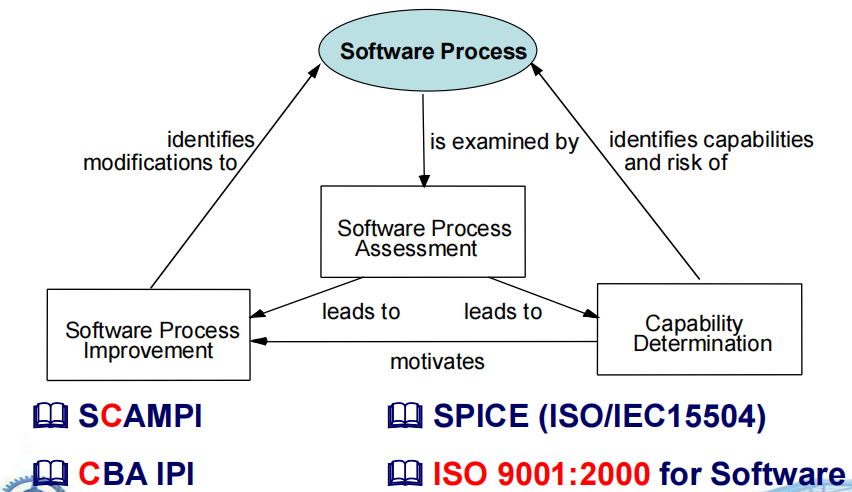 Software Process
identifies
modifications to
is examined by
identifies capabilities
and risk of
Software Process
Assessment
leads to
leads to
Software Process
Improvement
Capability
Determination
motivates
SCAMPI
SPICE (ISO/IEC15504)
CBA IPI
ISO 9001:2000 for Software